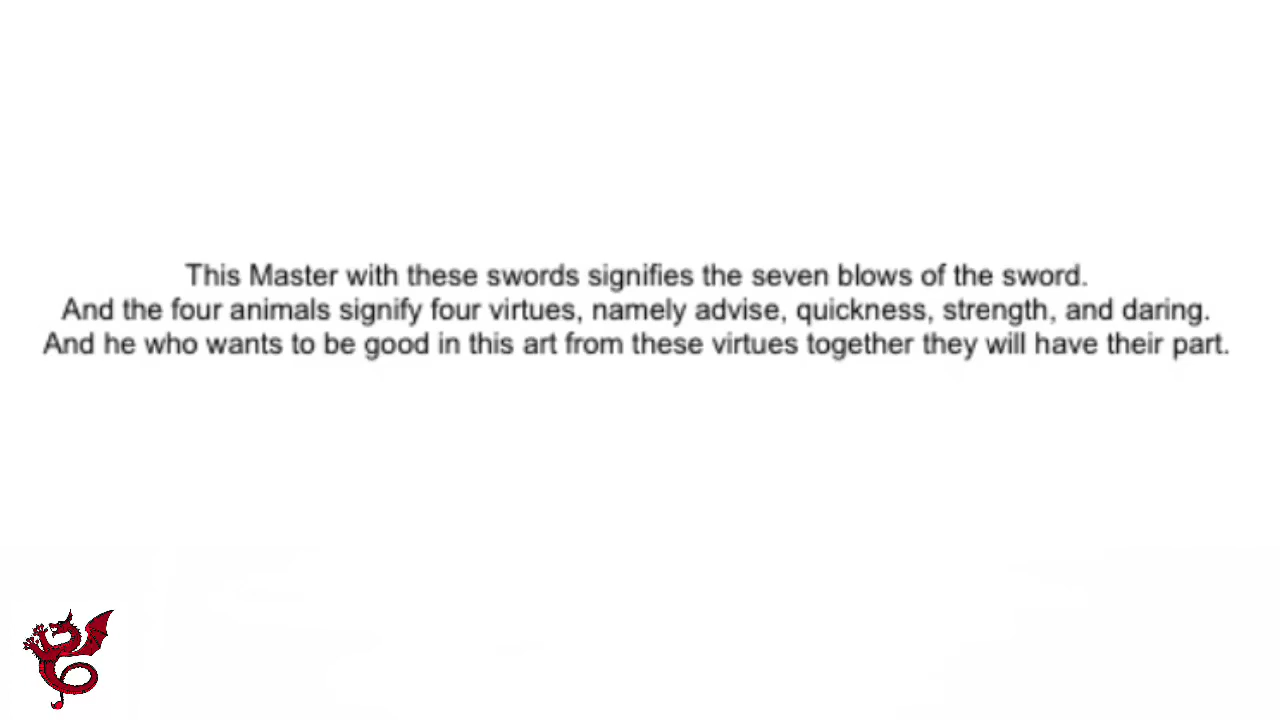 This Master with these swords signifies the seven blows of the sword.
And the four animals signify four virtues, namely advise, quickness, strength, and daring.
And he who wants to be good in this art from these virtues together they will have their part.